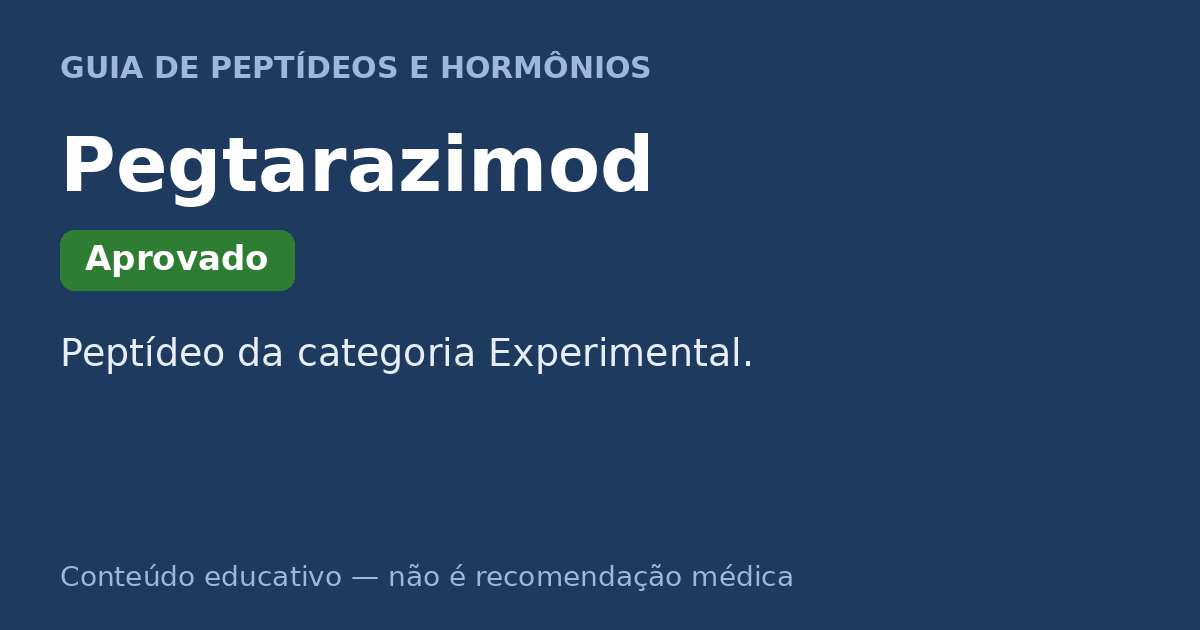 GUIA DE PEPTÍDEOS E HORMÔNIOS
Pegtarazimod
Aprovado
Peptídeo da categoria Experimental.
Conteúdo educativo — não é recomendação médica